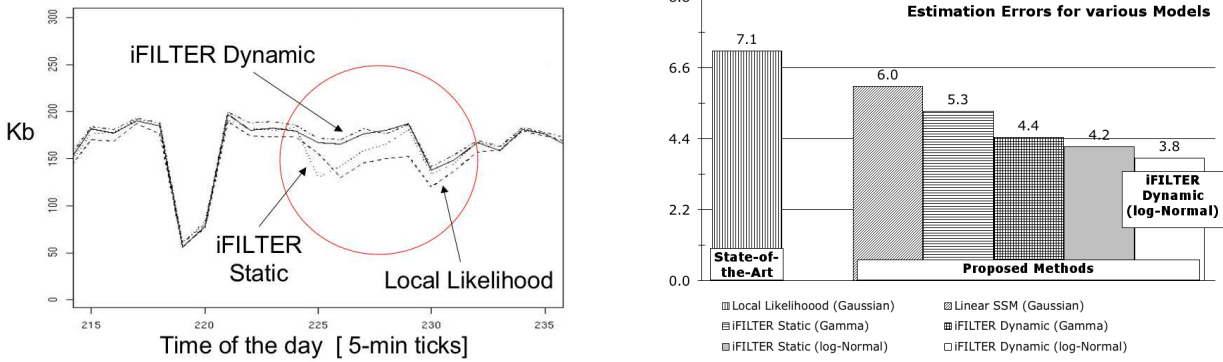 300
250
200
150
100
50
0
Kb
iFILTER Dynamic
iFILTER
Static
Local Likelihood
215
220
225
230
235
Time of the day [ 5-min ticks]
Estimation Errors for various Models
7.1
6.6
6.0
5.3
4.4
4.4
4.2
3.8
2.2
0.0
iFILTER
Dynamic
(log-Normal)
State-of-
the-Art
Proposed Methods
Local Likelihoood (Gaussian)
Linear SSM (Gaussian)
iFILTER Static (Gamma)
iFILTER Dynamic (Gamma)
iFILTER Static (log-Normal)
iFILTER Dynamic (log-Normal)